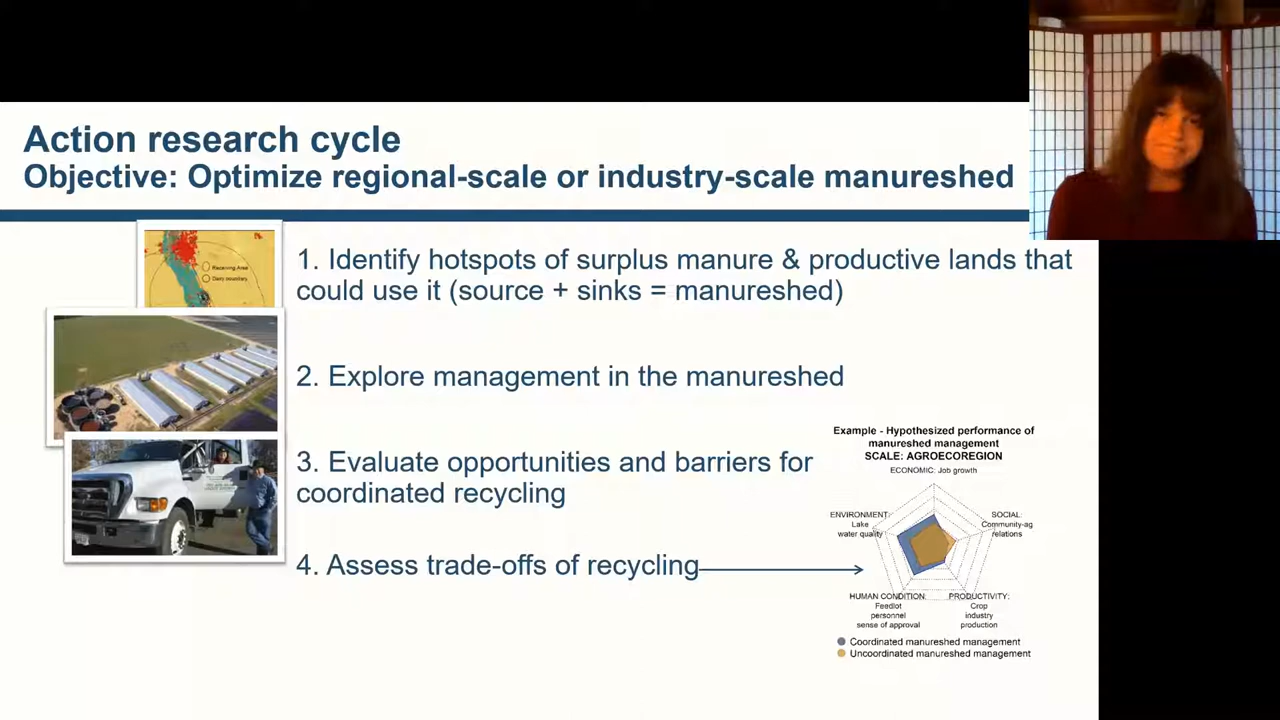 Action research cycle
Objective: Optimize regional-scale or industry-scale manureshed
Receiving Area
Dairy boundary
1. Identify hotspots of surplus manure & productive lands that
could use it (source + sinks = manureshed)
2. Explore management in the manureshed
3. Evaluate opportunities and barriers for
coordinated recycling
4. Assess trade-offs of recycling
Example - Hypothesized performance of
manureshed management
SCALE: AGROECOREGION
ECONOMIC: Job growth
ENVIRONMENT:
Lake
water quality
SOCIAL:
Community-ag
relations
HUMAN CONDITION:
Feedlot
personnel
sense of approval
PRODUCTIVITY:
Crop
industry
production
Coordinated manureshed management
Uncoordinated manureshed management